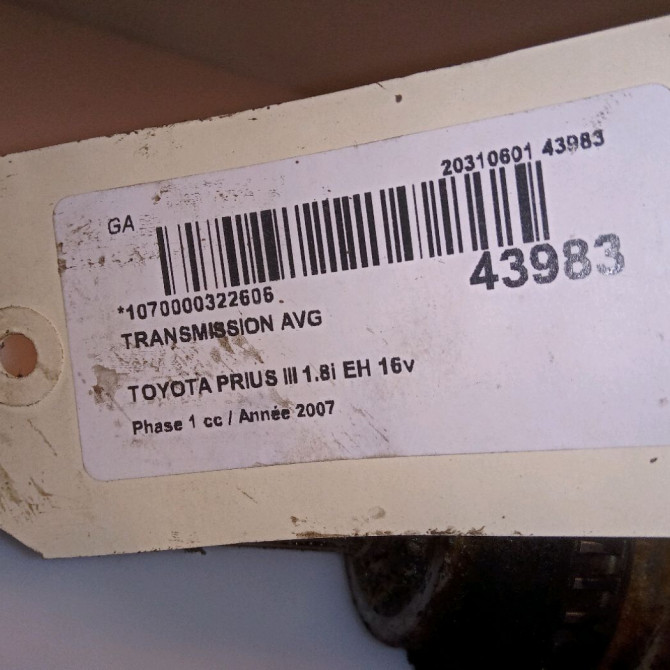 20310601 43983
GA
43983
*1070000322606
TRANSMISSION AVG
TOYOTA PRIUS III 1.8i EH 16v
Phase 1 cc / Année 2007